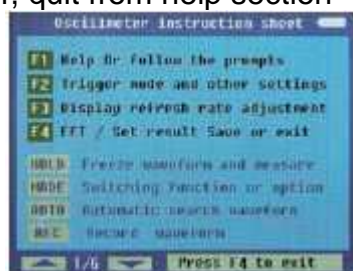 quit from help section
Oscillmeter instruction sheet
F1 Help Or Follow the prompts
F2 Trigger mode and other settings
F3 Display refresh rate adjustment
F4 FFT / Set result Save or exit
HOLD Freeze waveform and measure
MODE Switching function or option
AUTO Automatic search waveform
REC Record waveform
1/6 Press F4 to exit